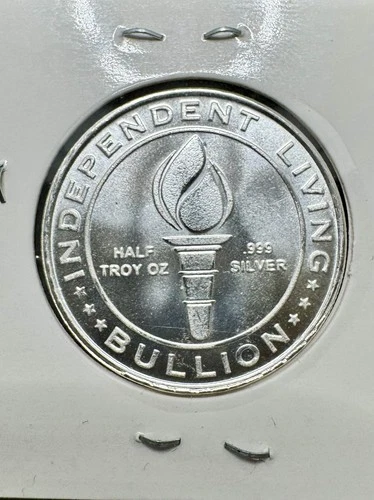 INDEPENDENT LIVING
HALF
TROY OZ
.999
SILVER
BULLION